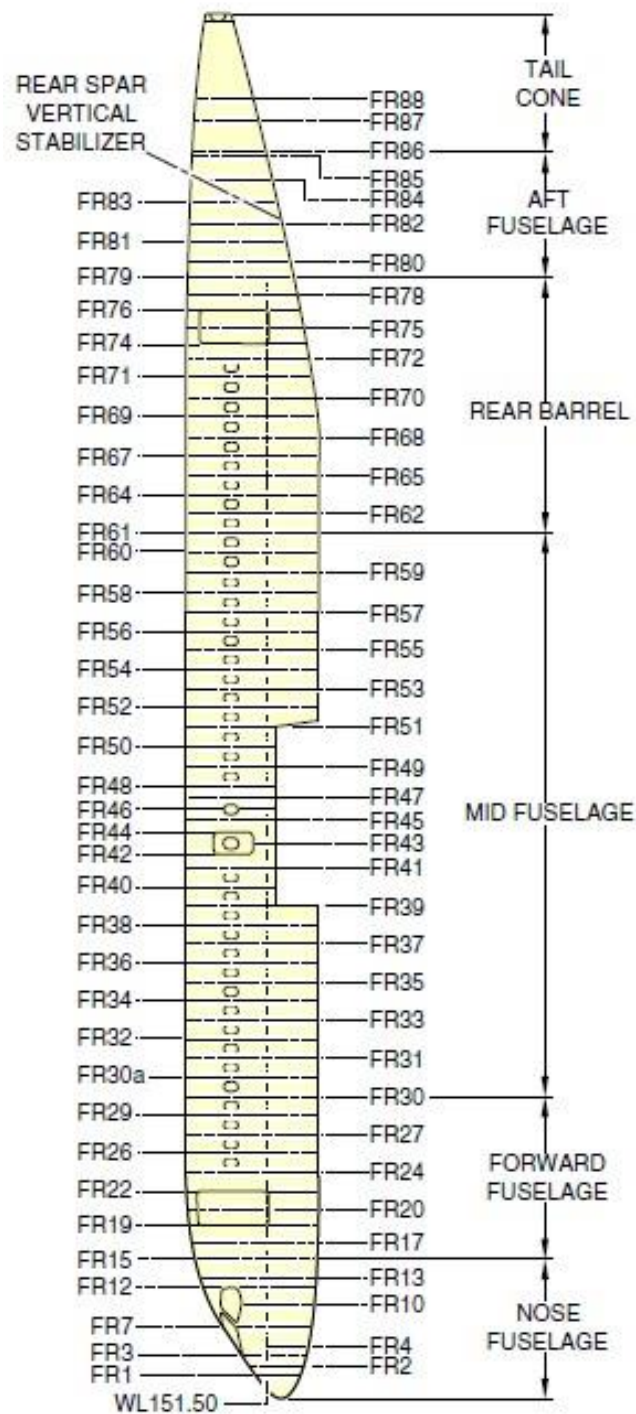 REAR SPAR
VERTICAL
STABILIZER
TAIL
CONE
FR88
FR87
FR86
FR85
FR84
FR83
FR82
AFT
FUSELAGE
FR81
FR80
FR79
FR78
FR76
FR75
FR74
FR72
FR71
FR70
REAR BARREL
FR69
FR68
FR67
FR65
FR64
FR62
FR61
FR60
FR59
FR58
FR57
FR56
FR55
FR54
FR53
FR52
FR51
FR50
FR49
FR48
FR47
FR46
MID FUSELAGE
FR45
FR44
FR43
FR42
FR41
FR40
FR39
FR38
FR37
FR36
FR35
FR34
FR33
FR32
FR31
FR30a
FR30
FR29
FR27
FR26
FORWARD
FUSELAGE
FR24
FR22
FR20
FR19
FR17
FR15
FR13
FR12
FR10
NOSE
FUSELAGE
FR7
FR4
FR3
FR2
FR1
WL151.50